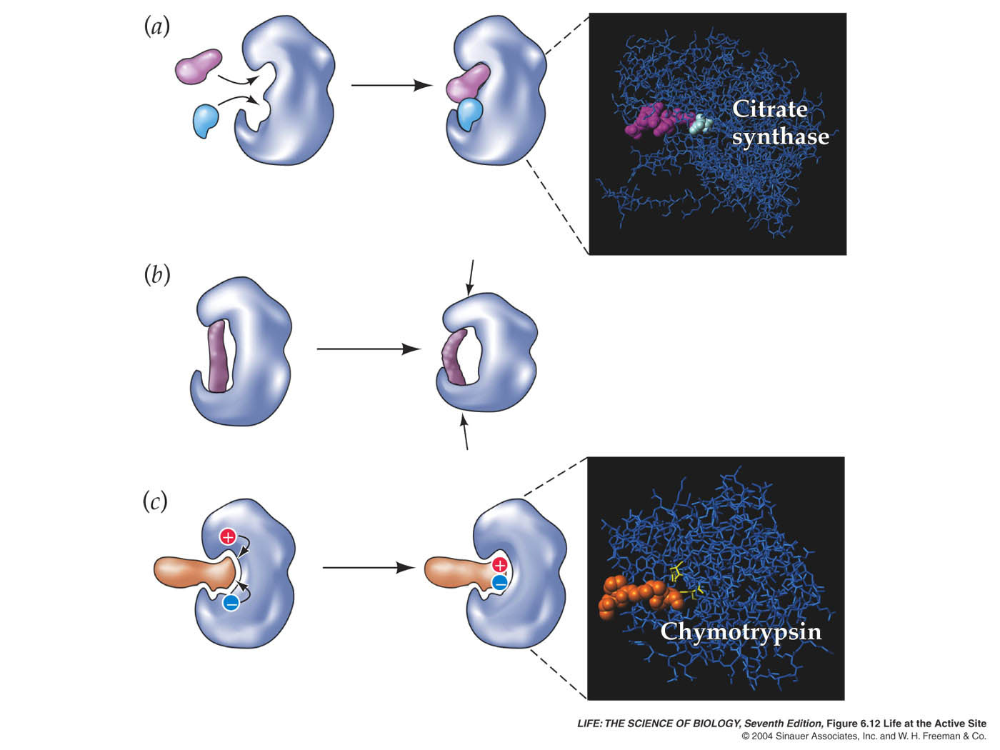 (a)
Citrate
synthase
(b)
(c)
+
−
+
−
Chymotrypsin
LIFE: THE SCIENCE OF BIOLOGY, Seventh Edition, Figure 6.12 Life at the Active Site
© 2004 Sinauer Associates, Inc. and W. H. Freeman & Co.